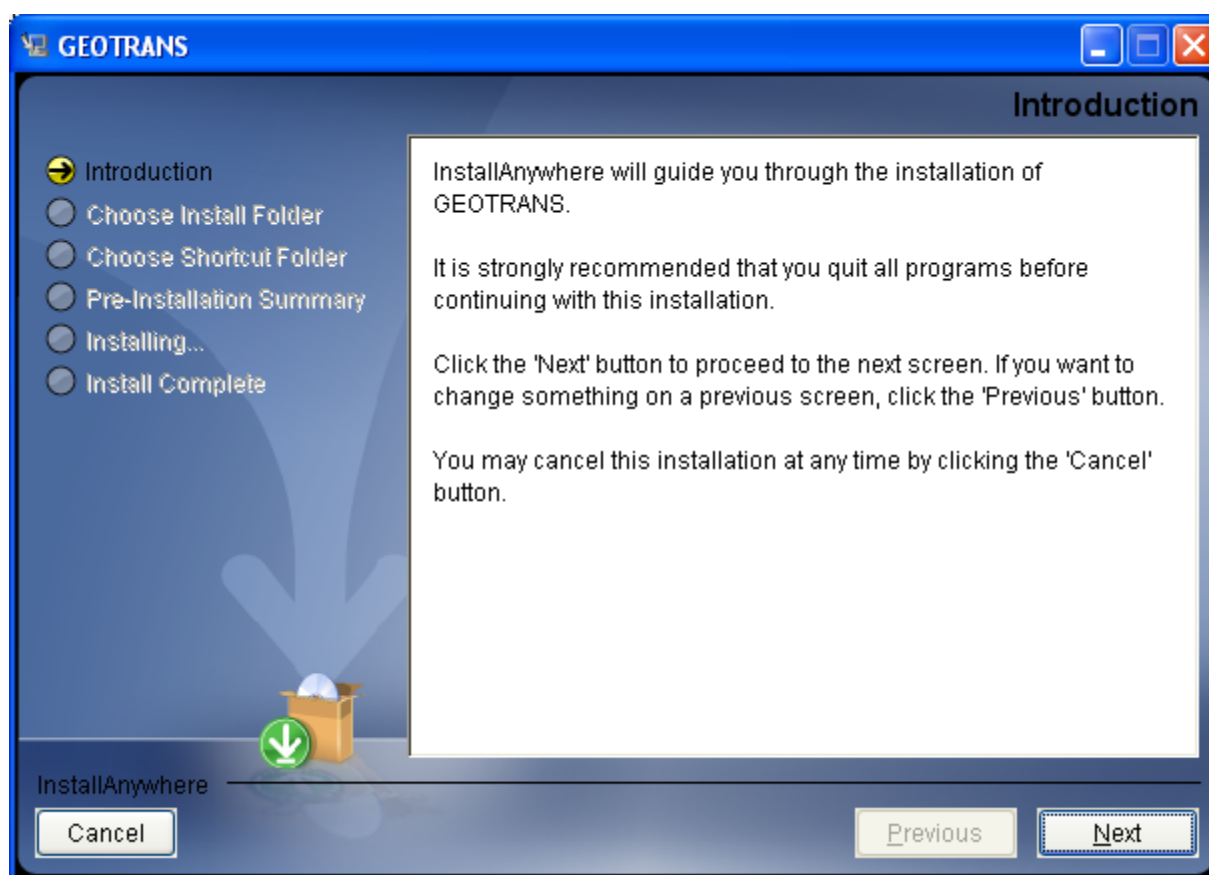 GEOTRANS
Introduction
Introduction
Choose Install Folder
Choose Shortcut Folder
Pre-Installation Summary
Installing...
Install Complete
InstallAnywhere will guide you through the installation of
GEOTRANS.
It is strongly recommended that you quit all programs before
continuing with this installation.
Click the 'Next' button to proceed to the next screen. If you want to
change something on a previous screen, click the 'Previous' button.
You may cancel this installation at any time by clicking the 'Cancel'
button.
InstallAnywhere
Cancel
Previous
Next